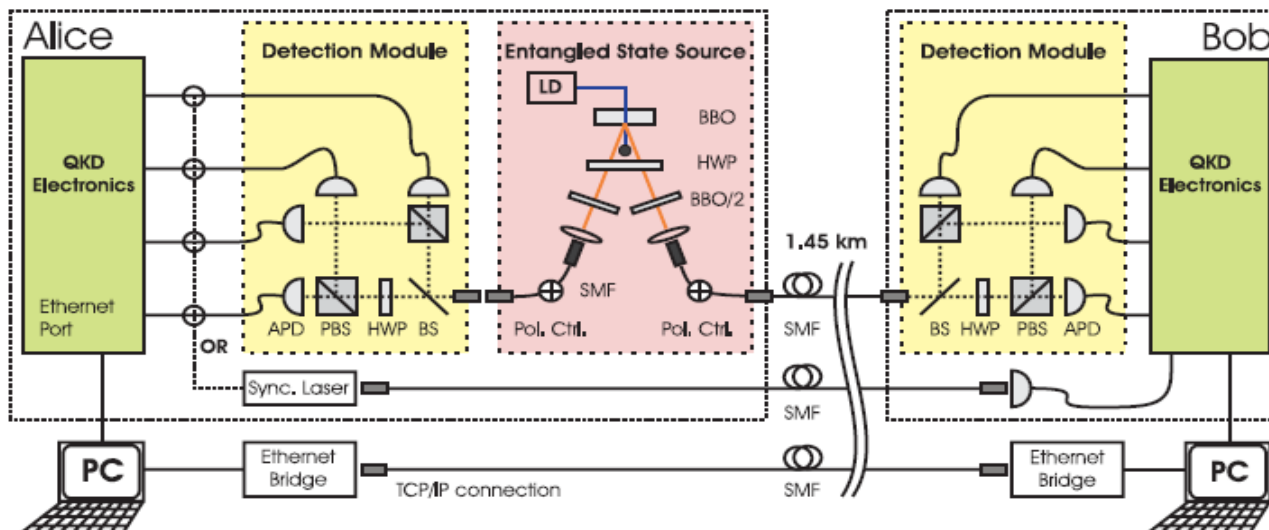 Alice
Detection Module
Entangled State Source
Detection Module
Bob
LD
BBO
HWP
BBO/2
QKD
Electronics
QKD
Electronics
1.45 km
SMF
Ethernet
Port
APD
PBS
HWP
BS
Pol. Ctrl.
Pol. Ctrl.
SMF
BS
HWP
PBS
APD
OR
Sync. Laser
SMF
PC
Ethernet
Bridge
TCP/IP connection
SMF
Ethernet
Bridge
PC